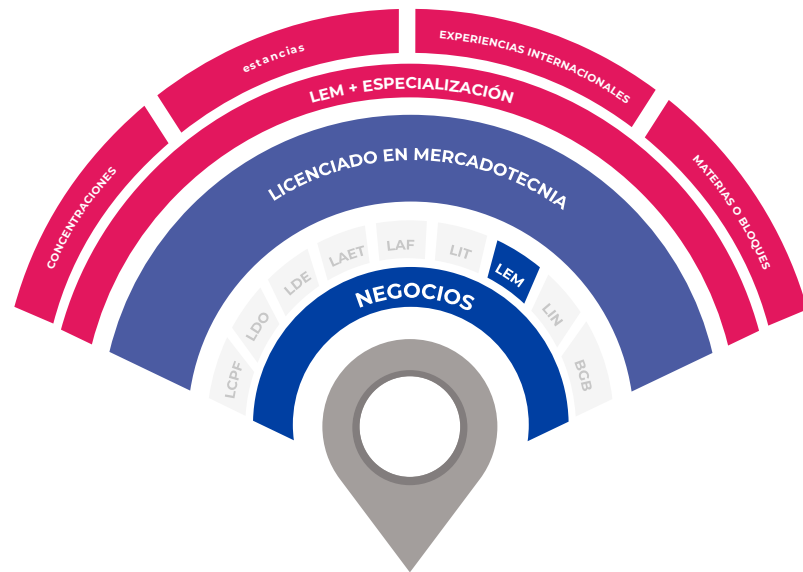 CONCENTRACIONES
estancias
EXPERIENCIAS INTERNACIONALES
MATERIAS O BLOQUES
LEM + ESPECIALIZACIÓN
LICENCIADO EN MERCADOTECNIA
LCPF
LDO
LDE
LAET
LAF
LIT
LEM
LIN
BGB
NEGOCIOS